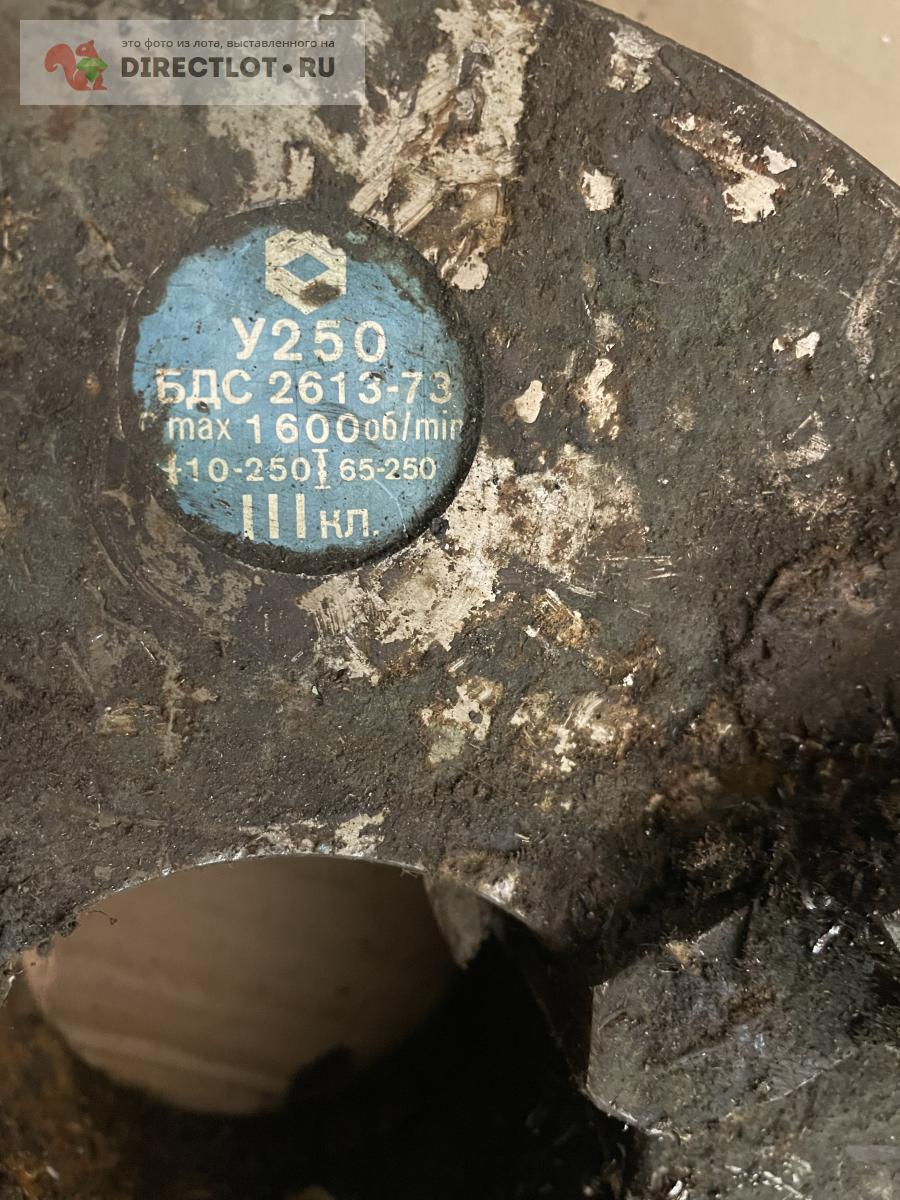 это фото из лота, выставленного на
DIRECTLOT.RU
У250
БДС 2613-73
max 1600 об/min
10-250 65-250
III КЛ.